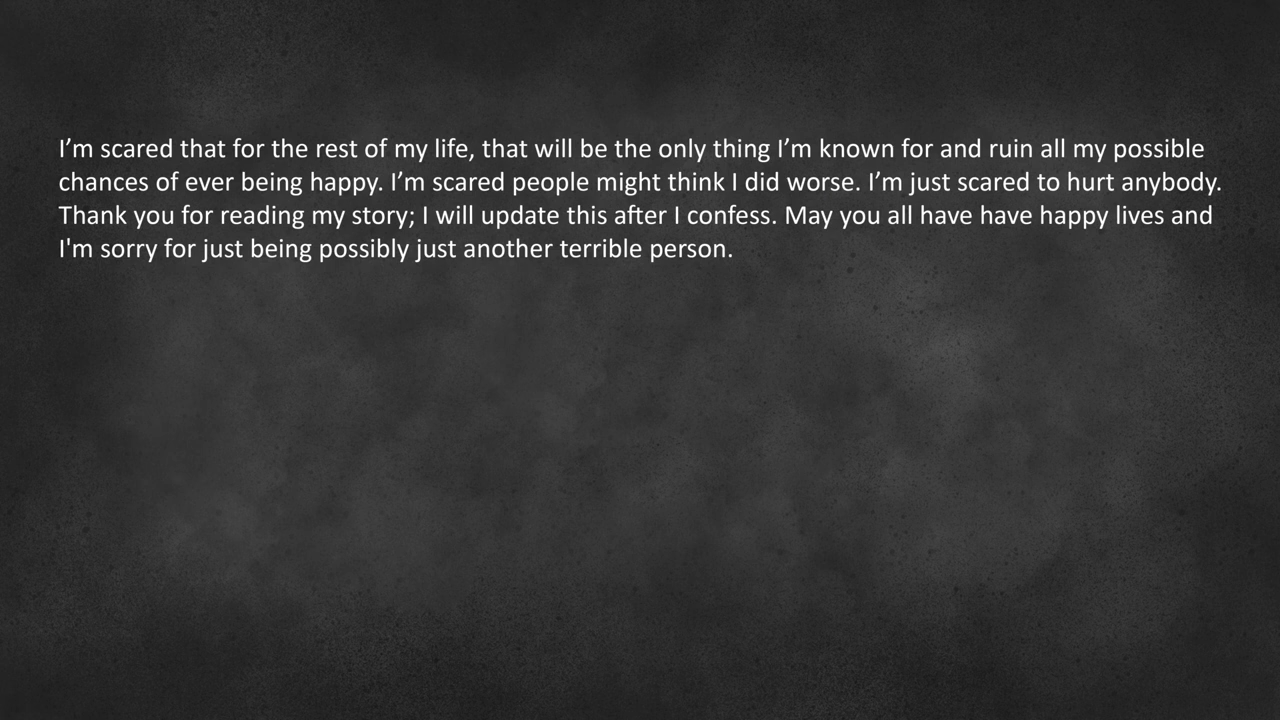 I’m scared that for the rest of my life, that will be the only thing I’m known for and ruin all my possible
chances of ever being happy. I’m scared people might think I did worse. I’m just scared to hurt anybody.
Thank you for reading my story; I will update this after I confess. May you all have have happy lives and
I'm sorry for just being possibly just another terrible person.